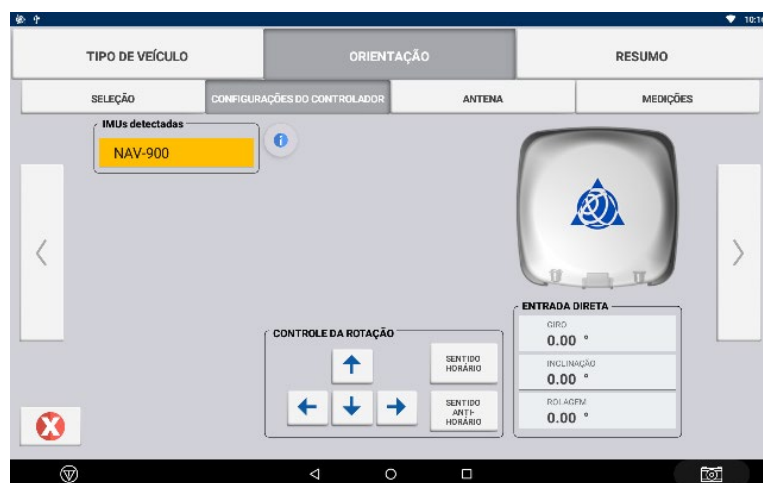 10:16
TIPO DE VEÍCULO
ORIENTAÇÃO
RESUMO
SELEÇÃO
CONFIGURAÇÕES DO CONTROLADOR
ANTENA
MEDIÇÕES
IMUs detectadas
NAV-900
CONTROLE DA ROTAÇÃO
SENTIDO
HORÁRIO
SENTIDO
ANTI-
HORÁRIO
ENTRADA DIRETA
GIRO
0.00 °
INCLINAÇÃO
0.00 °
ROLAGEM
0.00 °